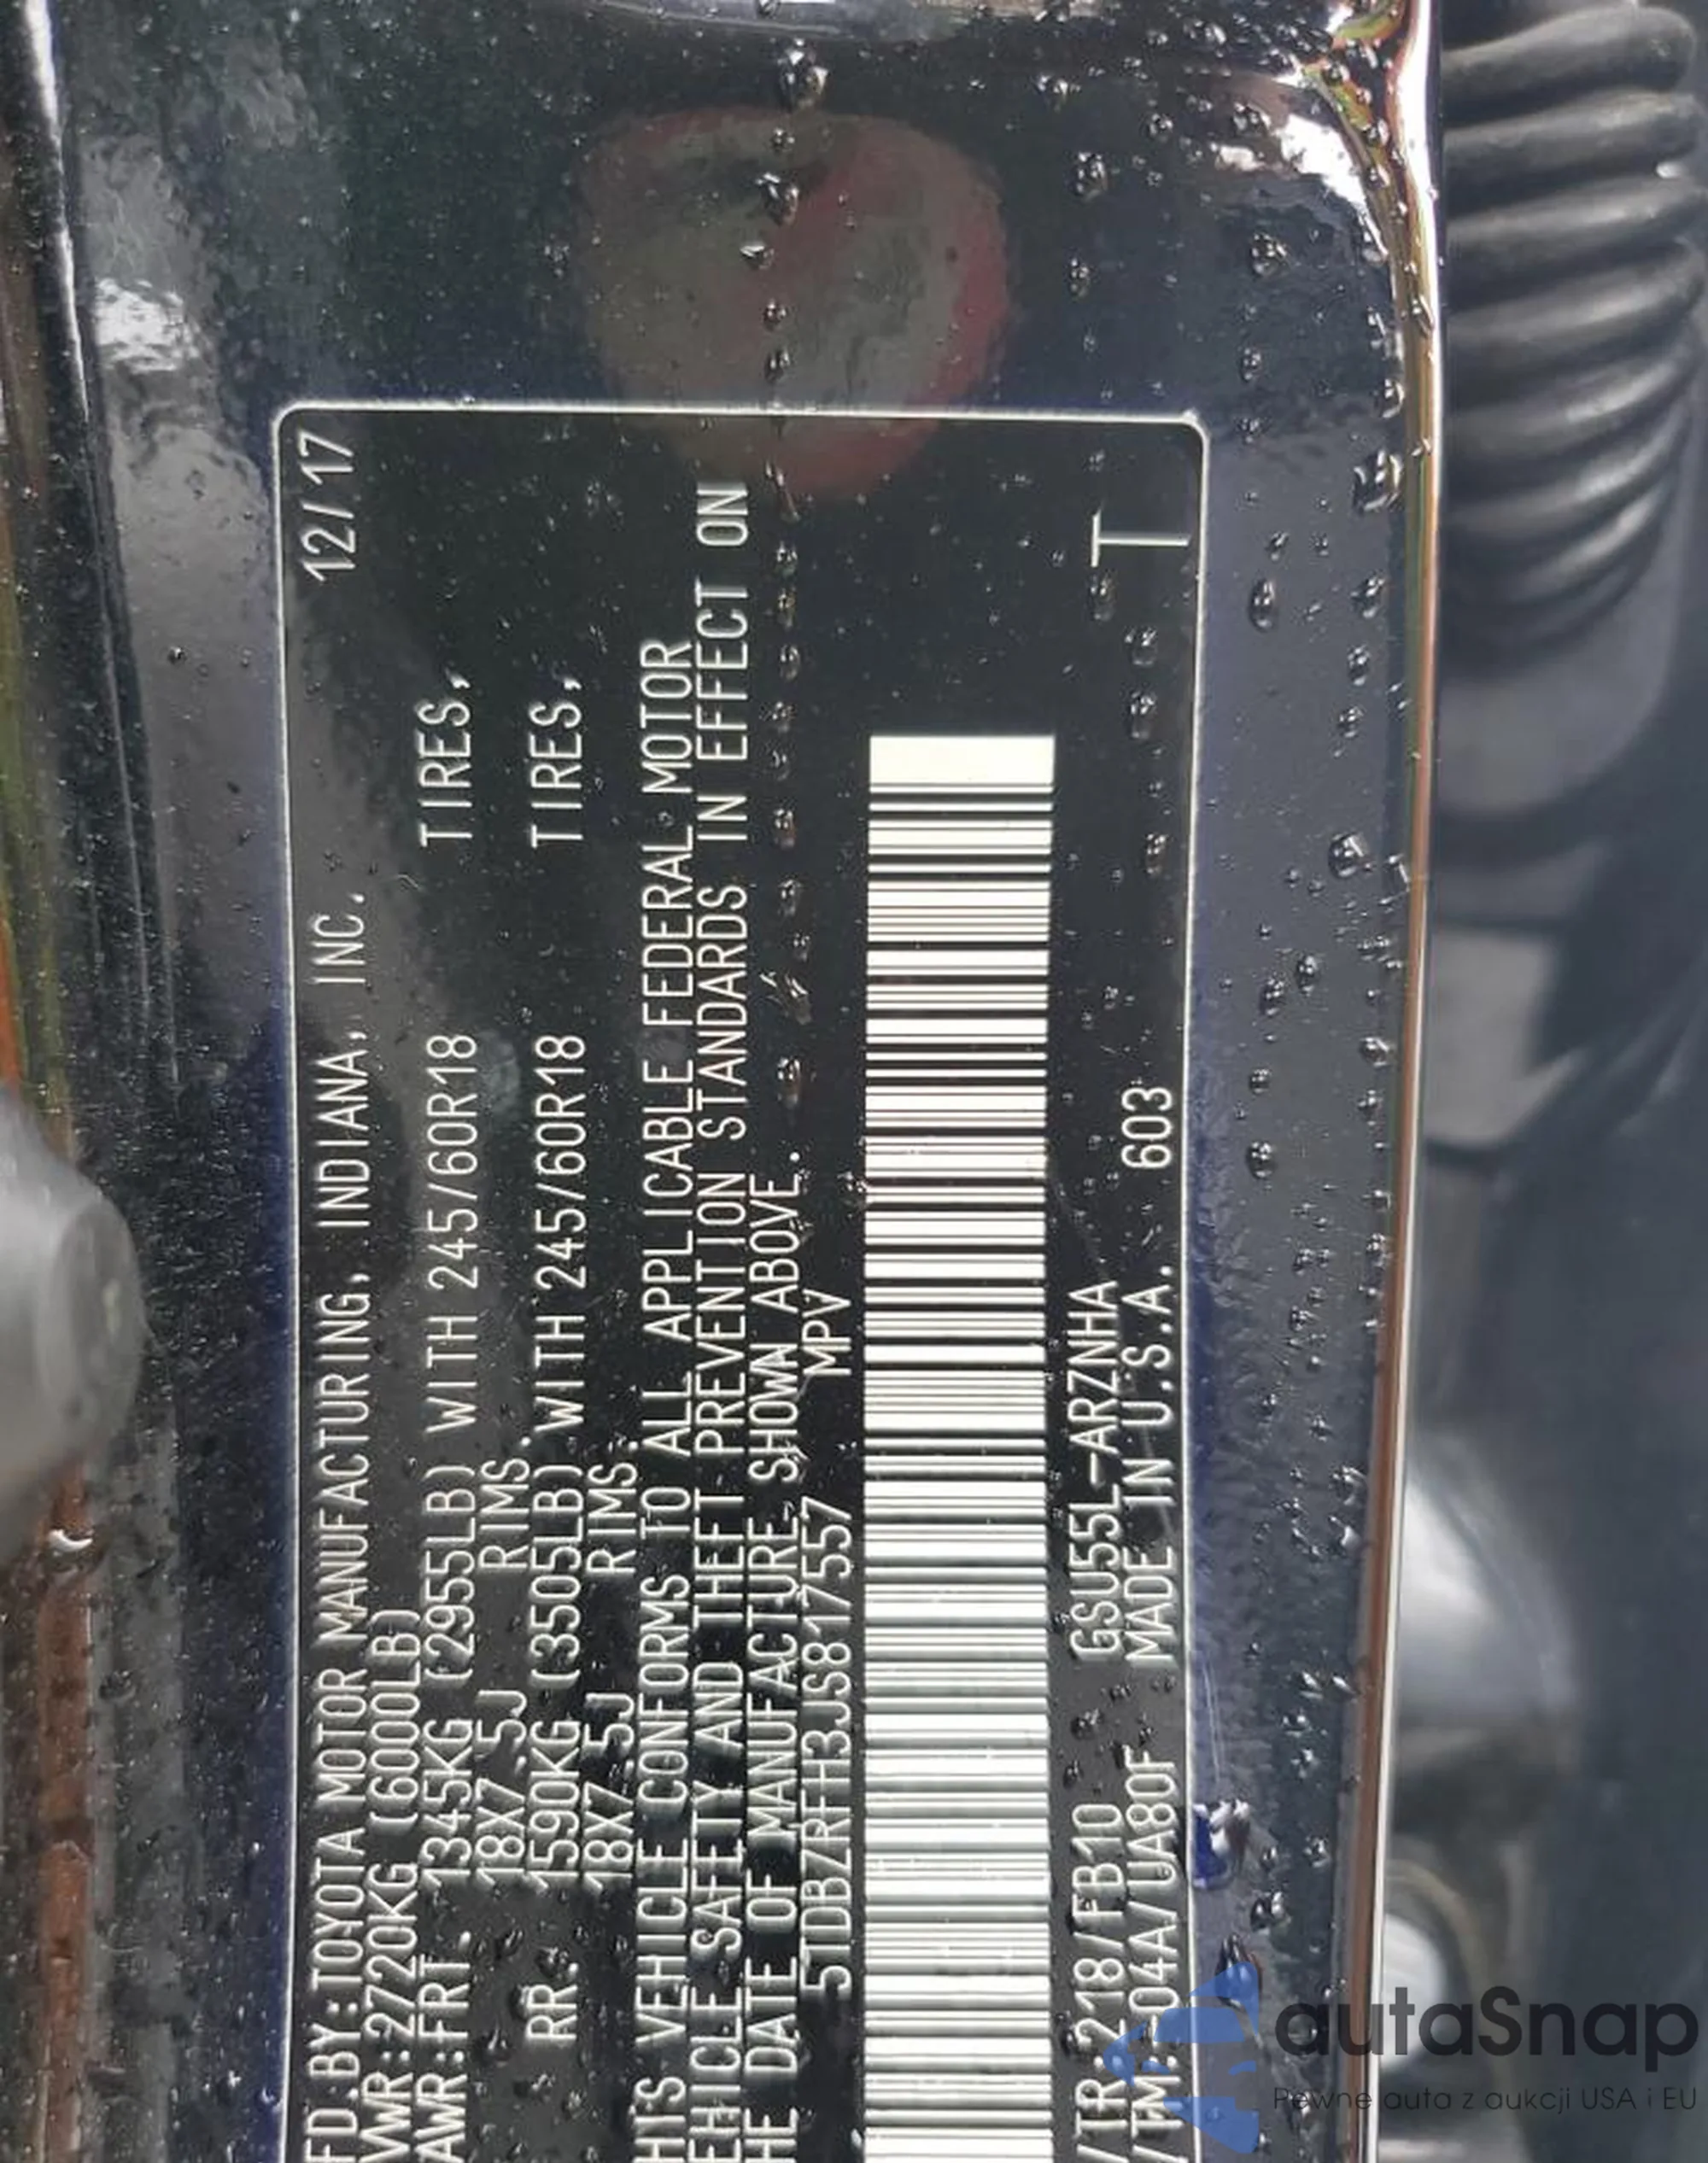 FD.BY:TOYOTA MOTOR MANUFACTURING, INDIANA, INC. 12/17
VWR:2720KG (6000LB)
AWR:FRT. 1345KG (2955LB) WITH 245/60R18 TIRES,
18X7.5J RIMS.
RR. 1590KG (3505LB) WITH 245/60R18 TIRES,
18X7.5J RIMS.
HIS VEHICLE CONFORMS TO ALL APPLICABLE FEDERAL MOTOR
EHICLE SAFETY AND THEFT PREVENTION STANDARDS IN EFFECT ON
HE DATE OF MANUFACTURE SHOWN ABOVE.
5TDBZRFH3JS817557 MPV
/TR:218/FB10 GSU55L-ARZNHA
/TM:-04A/UA80F MADE IN U.S.A. 603 T
autaSnap
Pewne auta z aukcji USA i EU